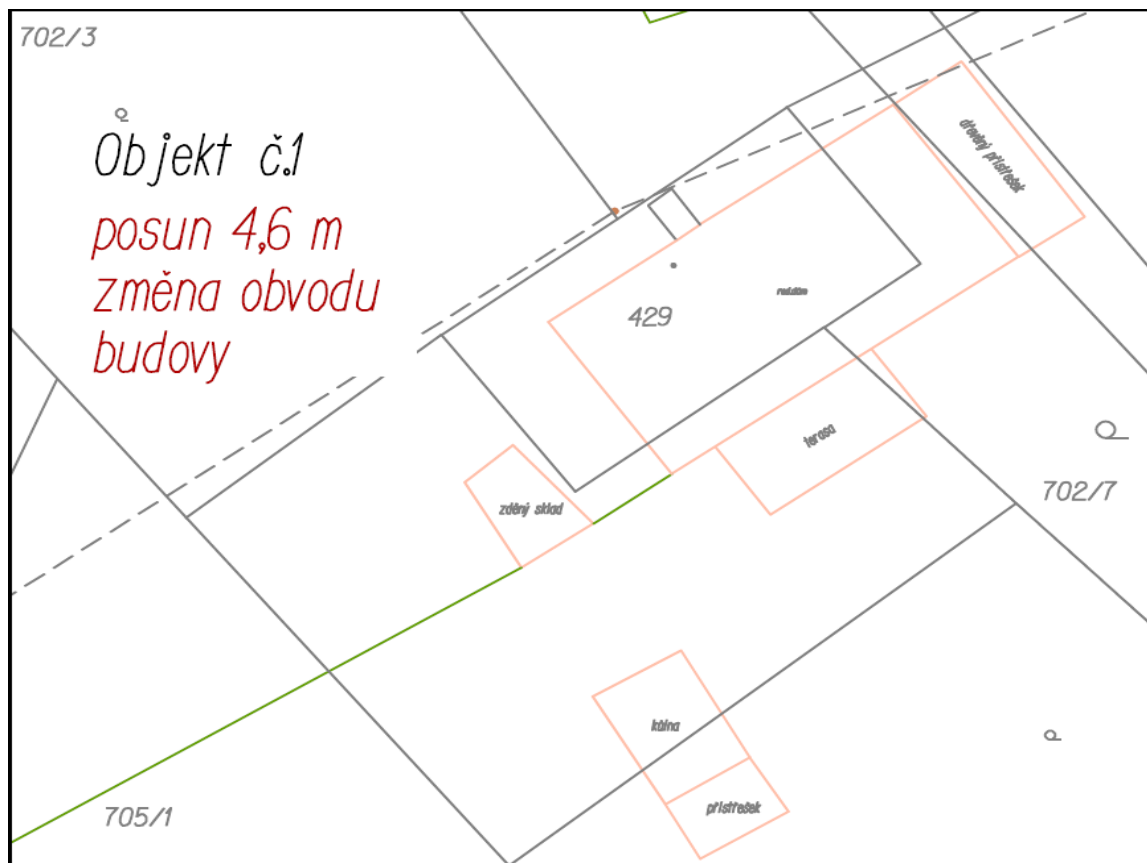 702/3
Objekt č.1
posun 4,6 m
změna obvodu
budovy
dřevěný přístřešek
429
terasa
702/7
zděný sklad
kůlna
přístřešek
705/1